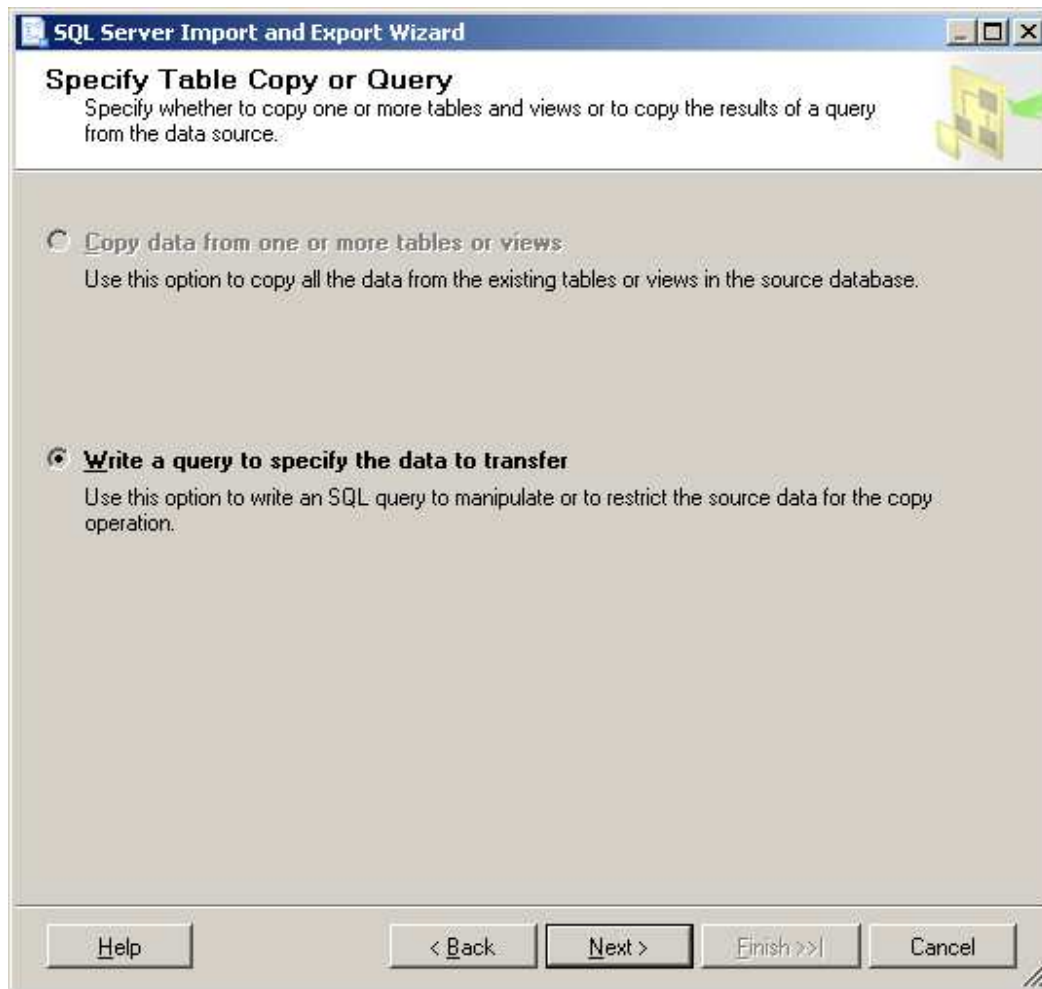 SQL Server Import and Export Wizard
Specify Table Copy or Query
Specify whether to copy one or more tables and views or to copy the results of a query
from the data source.
Copy data from one or more tables or views
Use this option to copy all the data from the existing tables or views in the source database.
Write a query to specify the data to transfer
Use this option to write an SQL query to manipulate or to restrict the source data for the copy
operation.
Help
< Back
Next >
Finish >>|
Cancel